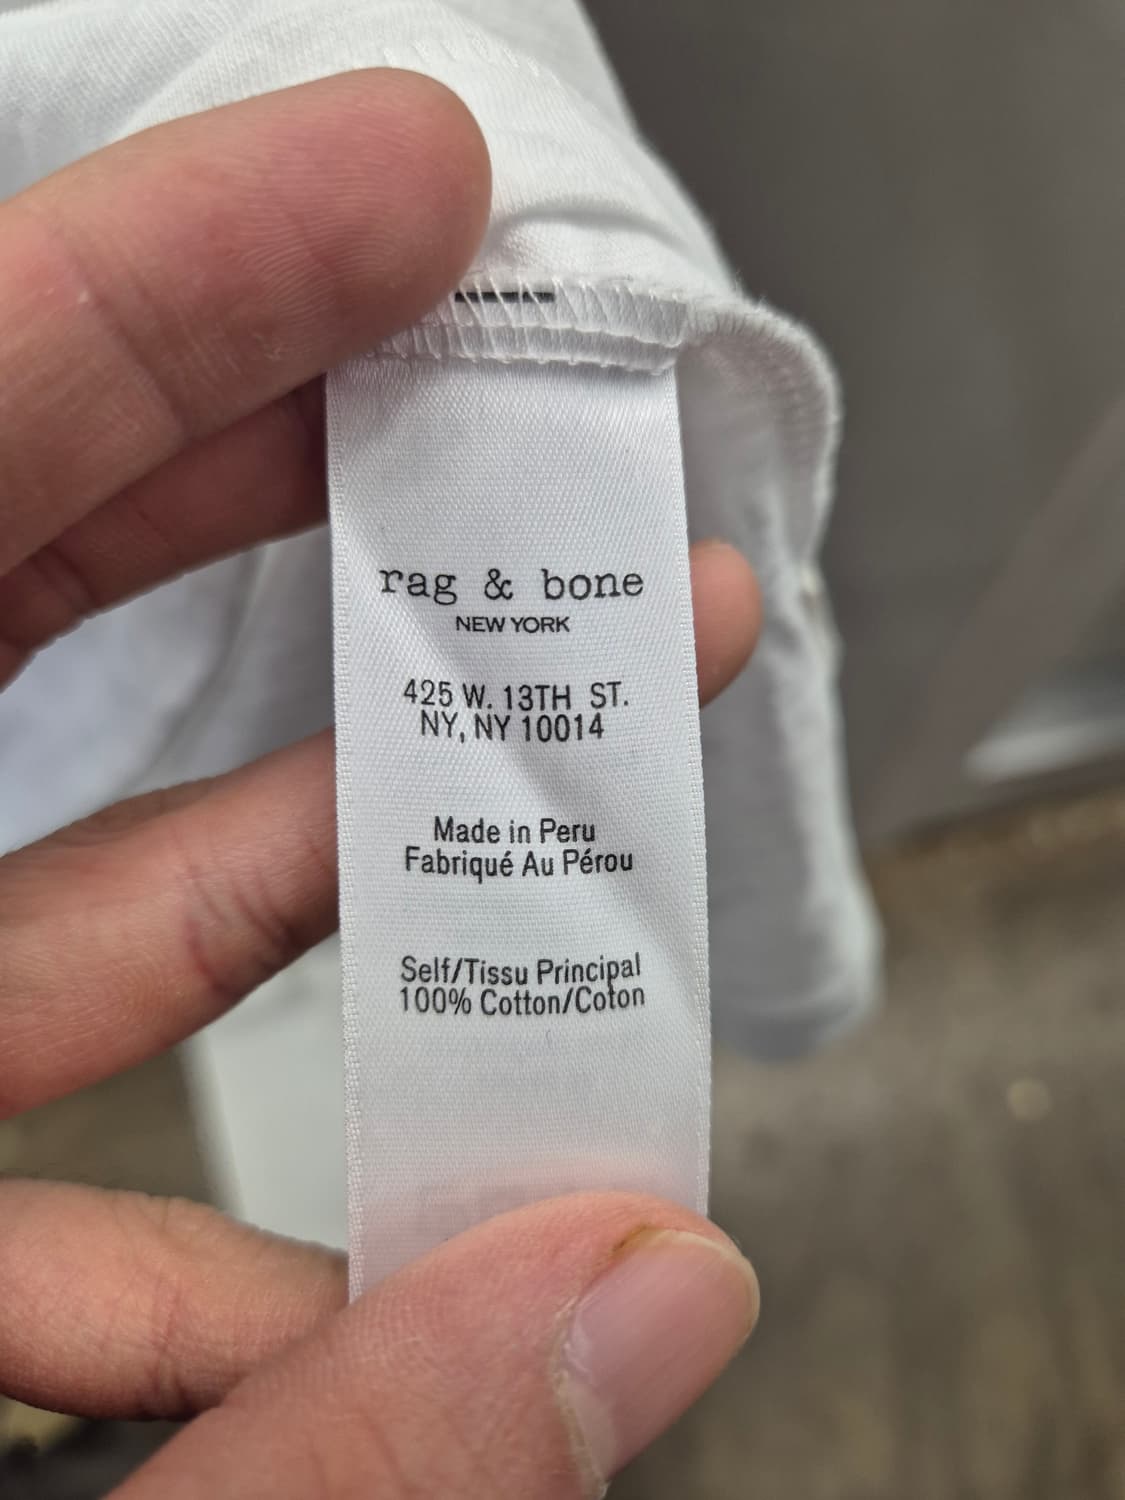 rag & bone
NEW YORK
425 W. 13TH ST.
NY, NY 10014
Made in Peru
Fabriqué Au Pérou
Self/Tissu Principal
100% Cotton/Coton